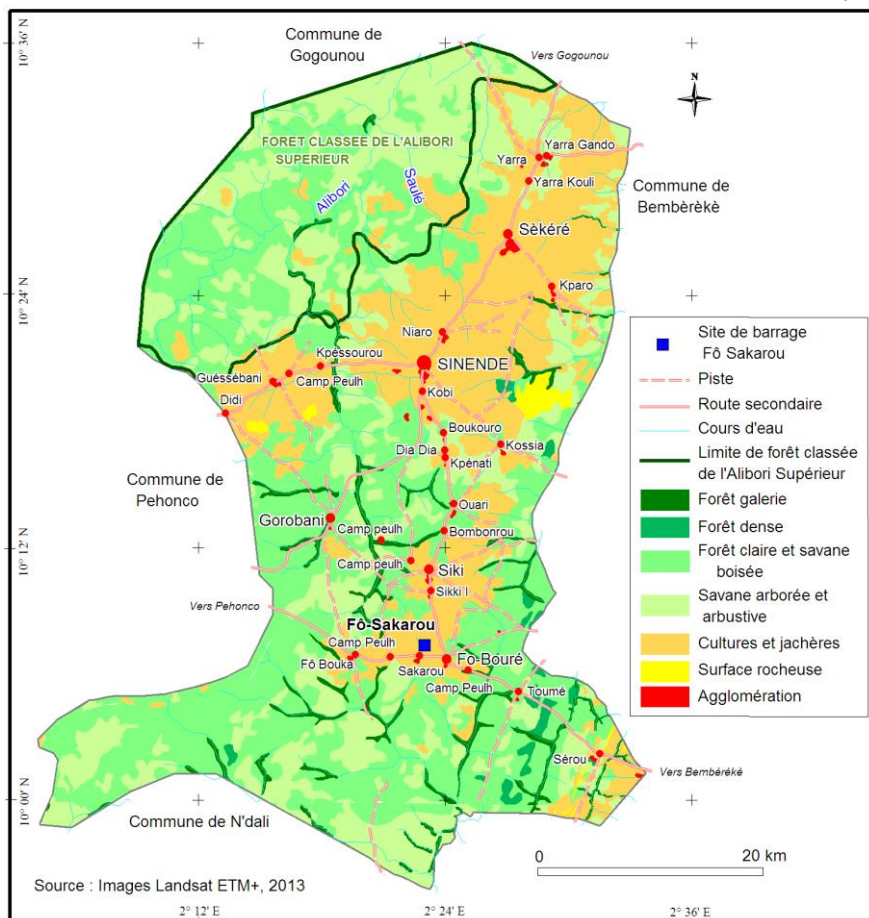 Commune de
Gogounou
Vers Gogounou
10° 36' N
N
FORET CLASSEE DE L'ALIBORI
SUPERIEUR
Yarra Gando
Yarra
Yarra Kouli
Alibori
Saulé
Commune de
Bembèrèkè
Sèkéré
10° 24' N
Kparo
Niaro
Kpéssourou
SINENDE
Guéssébani
Camp Peulh
Didi
Kobi
Boukouro
Dia Dia
Kossia
Kpénati
Commune de
Pehonco
Ouari
Gorobani
Camp peulh
Bombonrou
10° 12' N
Camp peulh
Siki
Sikki I
Vers Pehonco
Fô-Sakarou
Camp Peulh
Fô Bouka
Sakarou
Fo-Bouré
Camp Peulh
Toumé
Sérou
Vers Bembèrèkè
10° 00' N
Commune de N'dali
Site de barrage
Fô Sakarou
Piste
Route secondaire
Cours d'eau
Limite de forêt classée
de l'Alibori Supérieur
Forêt galerie
Forêt dense
Forêt claire et savane
boisée
Savane arborée et
arbustive
Cultures et jachères
Surface rocheuse
Agglomération
0 20 km
Source : Images Landsat ETM+, 2013
2° 12' E 2° 24' E 2° 36' E